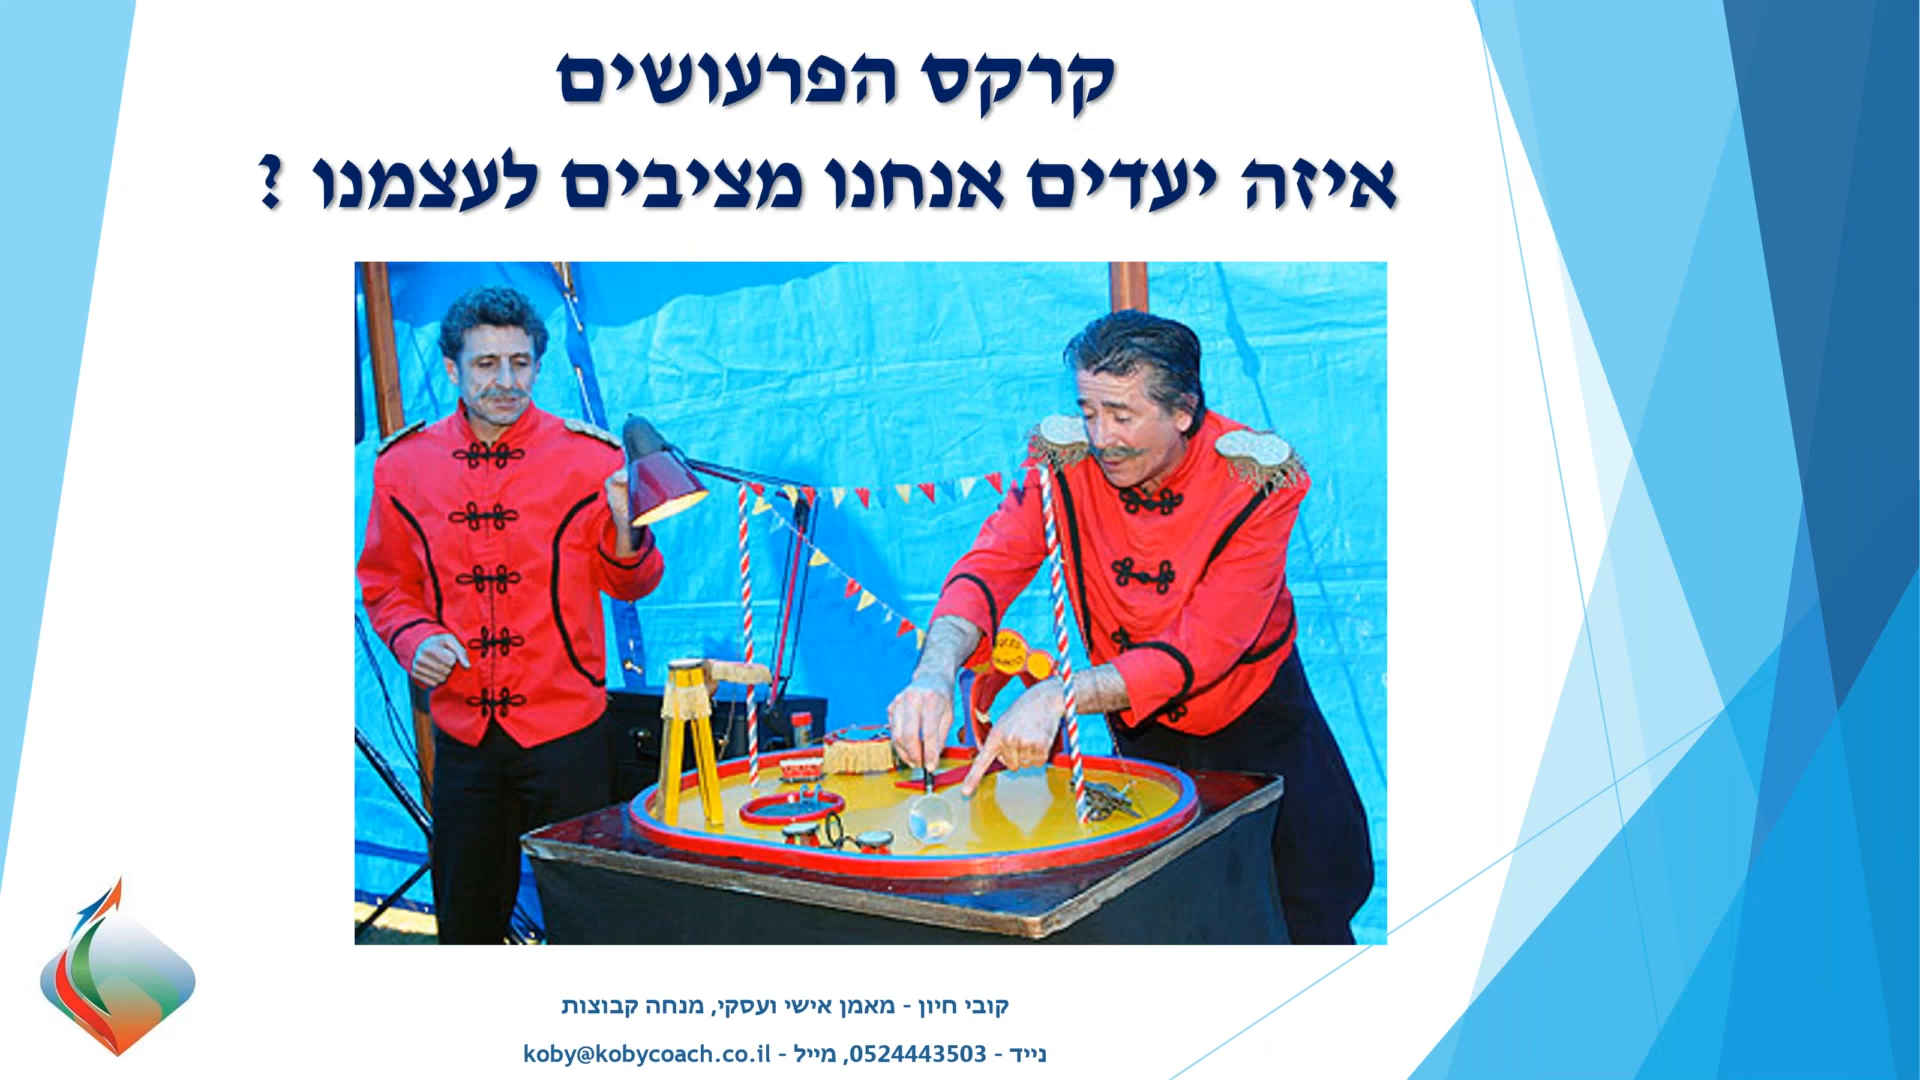 קרקס הפרעושים
איזה יעדים אנחנו מציבים לעצמנו ?
קובי חיון - מאמן אישי ועסקי, מנחה קבוצות
נייד - 0524443503, מייל - koby@kobycoach.co.il